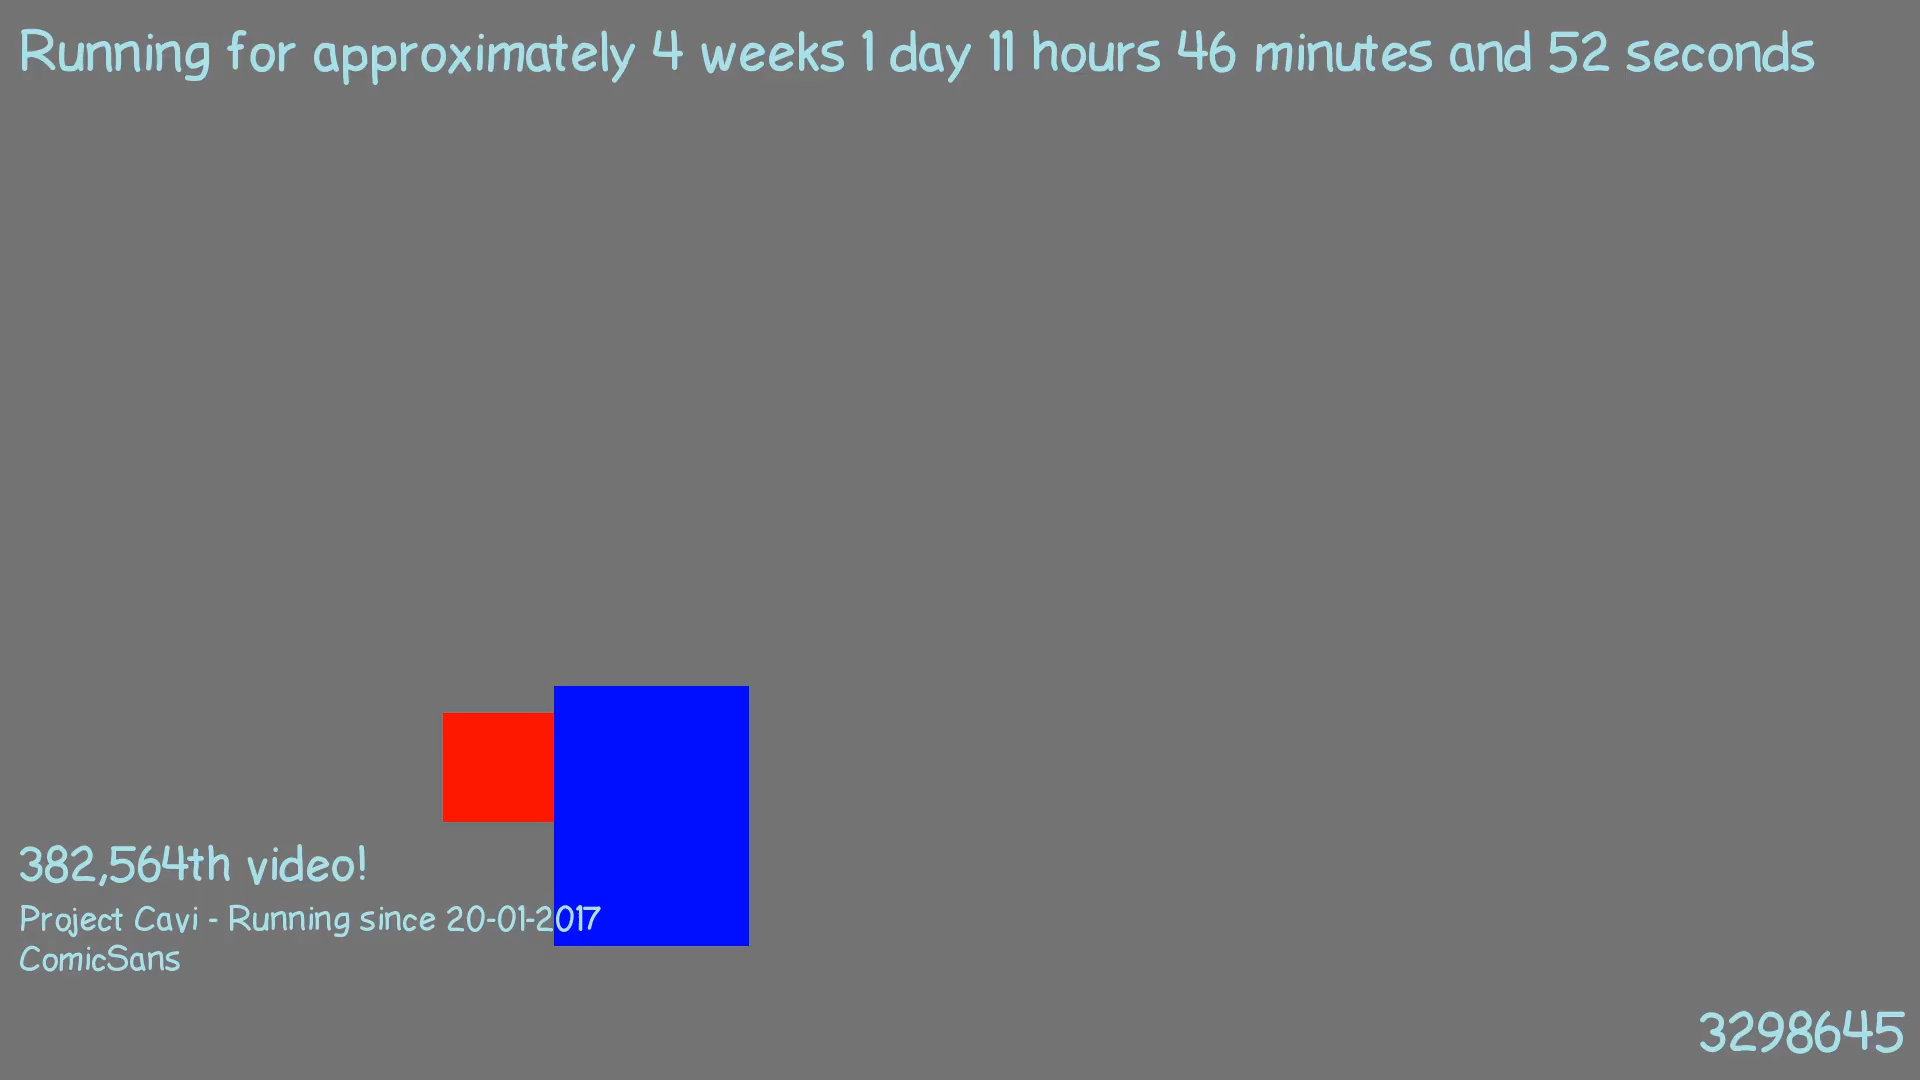 Running for approximately 4 weeks 1 day 11 hours 46 minutes and 52 seconds
382,564th video!
Project Cavi - Running since 20-01-2017
ComicSans
3298645